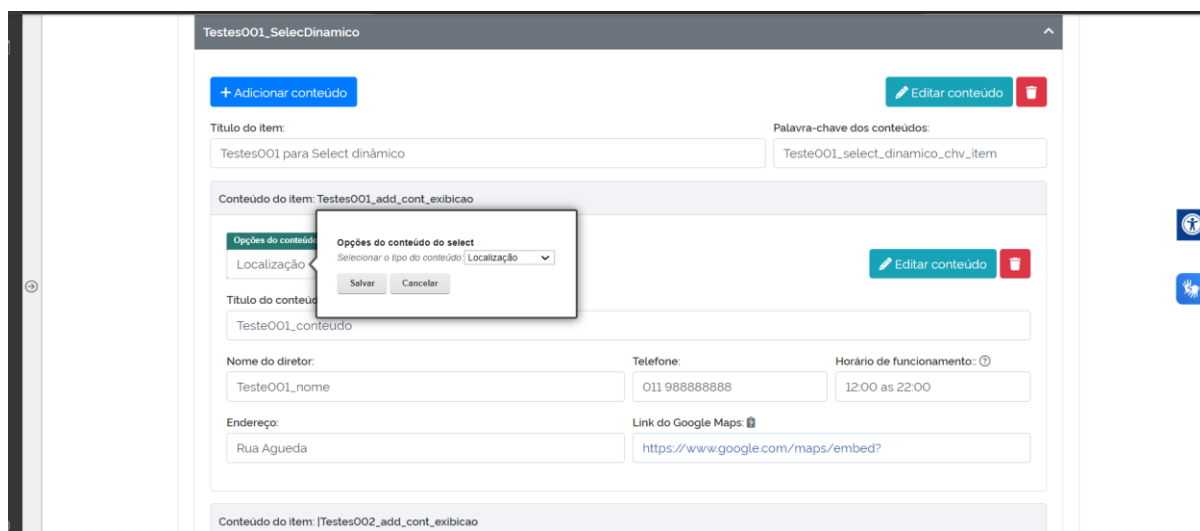 Testes001_SelecDinamico
+ Adicionar conteúdo
Editar conteúdo
Título do item:
Palavra-chave dos conteúdos:
Testes001 para Select dinâmico
Teste001_select_dinamico_chv_item
Conteúdo do item: Testes001_add_cont_exibicao
Opções do conteúdo
Localização
Opções do conteúdo do select
Selecionar o tipo do conteúdo: Localização
Salvar Cancelar
Editar conteúdo
Título do conteúd
Teste001_conteudo
Nome do diretor:
Telefone:
Horário de funcionamento::
Teste001_nome
011 988888888
12:00 as 22:00
Endereço:
Link do Google Maps:
Rua Agueda
https://www.google.com/maps/embed?
Conteúdo do item: |Testes002_add_cont_exibicao